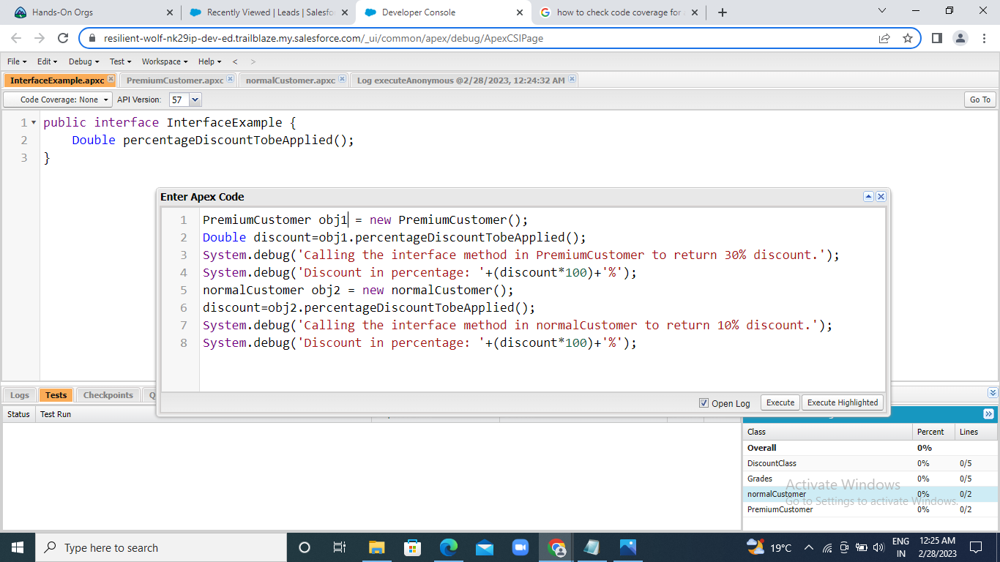 Hands-On Orgs
Recently Viewed | Leads | Salesfo
Developer Console
how to check code coverage for a
resilient-wolf-nk29ip-dev-ed.trailblaze.my.salesforce.com/_ui/common/apex/debug/ApexCSIPage
File Edit Debug Test Workspace Help < >
InterfaceExample.apxc PremiumCustomer.apxc normalCustomer.apxc Log executeAnonymous @2/28/2023, 12:24:32 AM
Code Coverage: None API Version: 57 Go To
1 public interface InterfaceExample {
2 Double percentageDiscountTobeApplied();
3 }
Enter Apex Code
1 PremiumCustomer obj1 = new PremiumCustomer();
2 Double discount=obj1.percentageDiscountTobeApplied();
3 System.debug('Calling the interface method in PremiumCustomer to return 30% discount.');
4 System.debug('Discount in percentage: '+(discount*100)+'%');
5 normalCustomer obj2 = new normalCustomer();
6 discount=obj2.percentageDiscountTobeApplied();
7 System.debug('Calling the interface method in normalCustomer to return 10% discount.');
8 System.debug('Discount in percentage: '+(discount*100)+'%');
Open Log Execute Execute Highlighted
Logs Tests Checkpoints Q
Status Test Run
Class Percent Lines
Overall 0%
DiscountClass 0% 0/5
Grades 0% 0/5
normalCustomer 0% 0/2
PremiumCustomer 0% 0/2
Activate Windows
Go to Settings to activate Windows.
Type here to search
19°C
ENG
IN
12:25 AM
2/28/2023